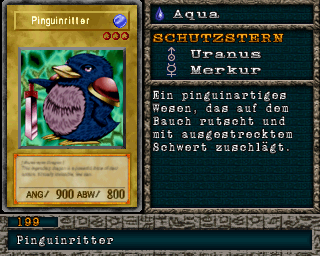 Pinguinritter
ANG/ 900 ABW/ 800
Aqua
SCHUTZSTERN
Uranus
Merkur
Ein pinguinartiges
Wesen, das auf dem
Bauch rutscht und
mit ausgestrecktem
Schwert zuschlägt.
199
Pinguinritter